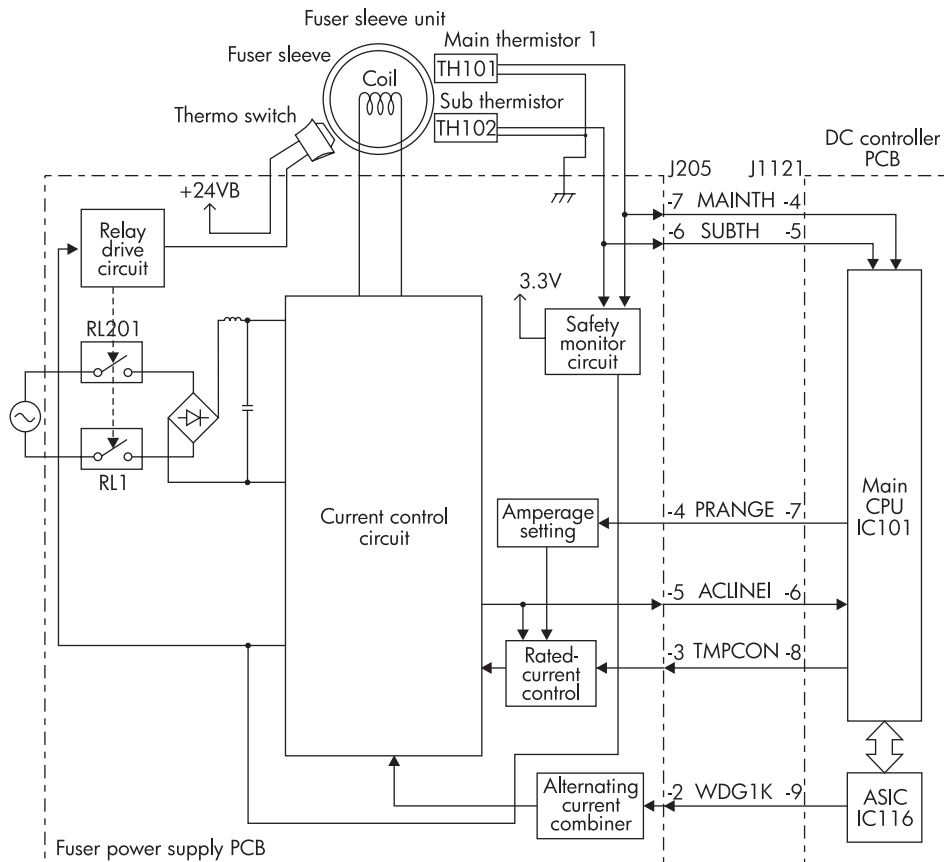 Fuser sleeve unit
Fuser sleeve
Main thermistor 1
TH101
Coil
Sub thermistor
TH102
Thermo switch
DC controller
PCB
J205
J1121
+24VB
-7 MAINTH -4
-6 SUBTH -5
Relay
drive
circuit
3.3V
RL201
Safety
monitor
circuit
RL1
Main
CPU
IC101
Current control
circuit
Amperage
setting
-4 PRANGE -7
-5 ACLINEI -6
Rated-
current
control
-3 TMPCON -8
Alternating
current
combiner
-2 WDG1K -9
ASIC
IC116
Fuser power supply PCB